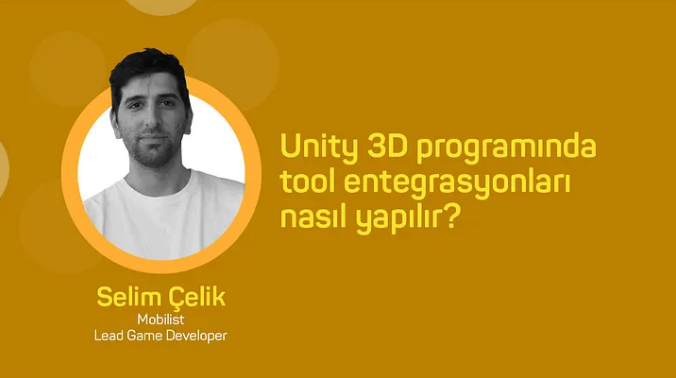 Unity 3D programında
tool entegrasyonları
nasıl yapılır?
Selim Çelik
Mobilist
Lead Game Developer